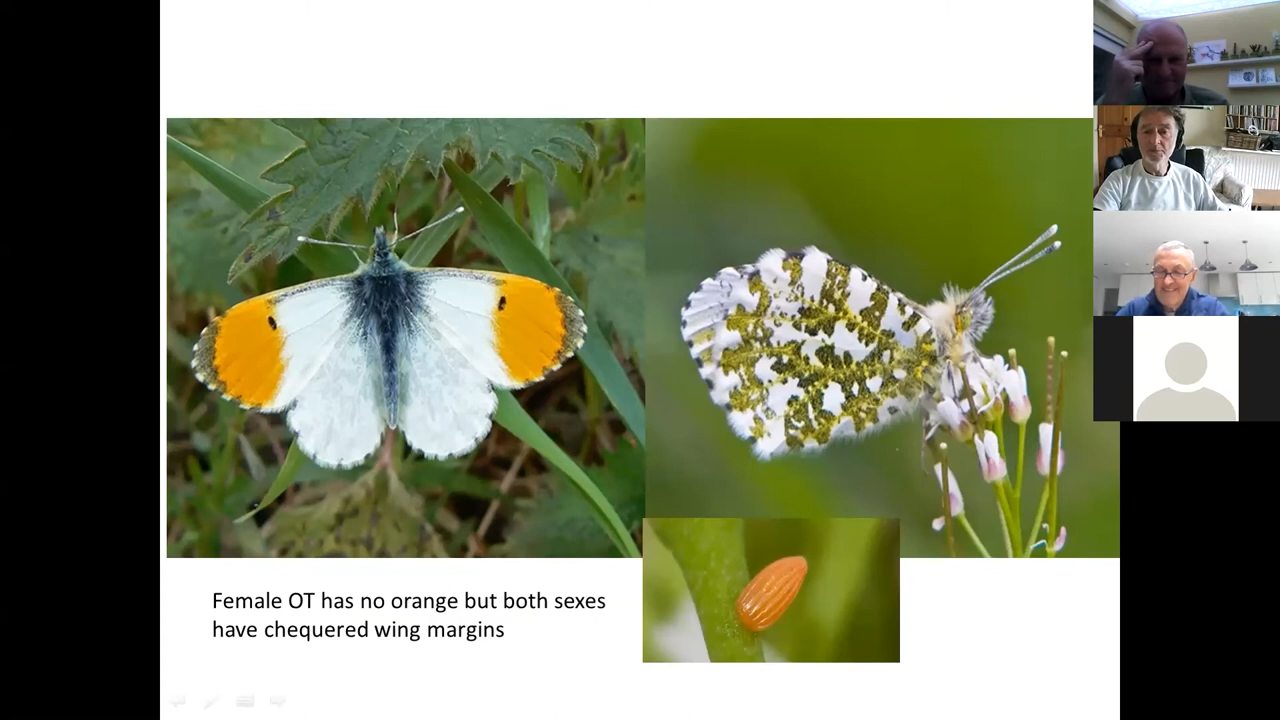 Female OT has no orange but both sexes
have chequered wing margins